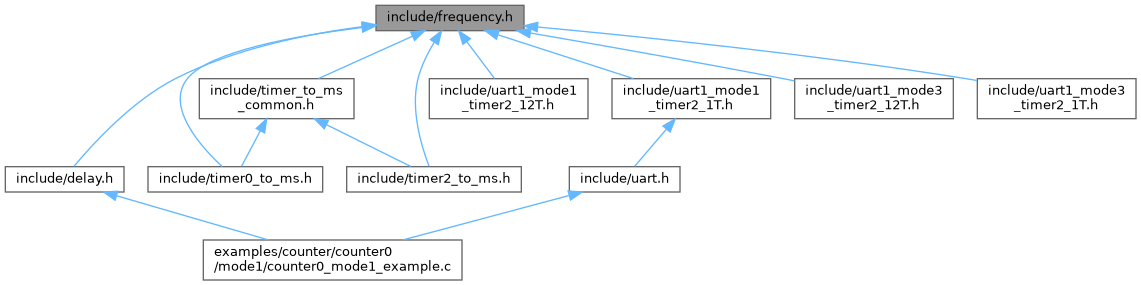 include/frequency.h
include/timer_to_ms
_common.h
include/uart1_mode1
_timer2_12T.h
include/uart1_mode1
_timer2_1T.h
include/uart1_mode3
_timer2_12T.h
include/uart1_mode3
_timer2_1T.h
include/delay.h
include/timer0_to_ms.h
include/timer2_to_ms.h
include/uart.h
examples/counter/counter0
/mode1/counter0_mode1_example.c